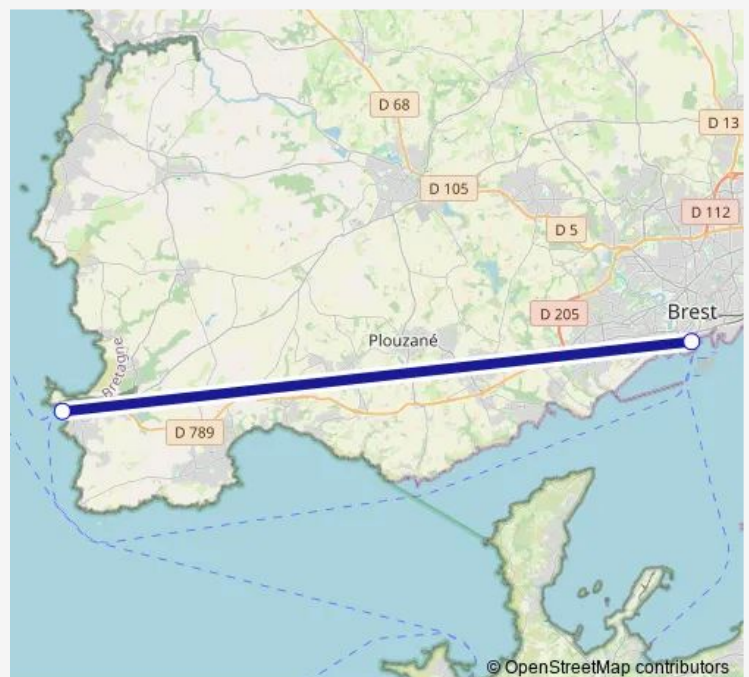 D 68
D 13
D 105
D 112
D 5
Brest
D 205
Plouzané
Bretagne
D 789
© OpenStreetMap contributors